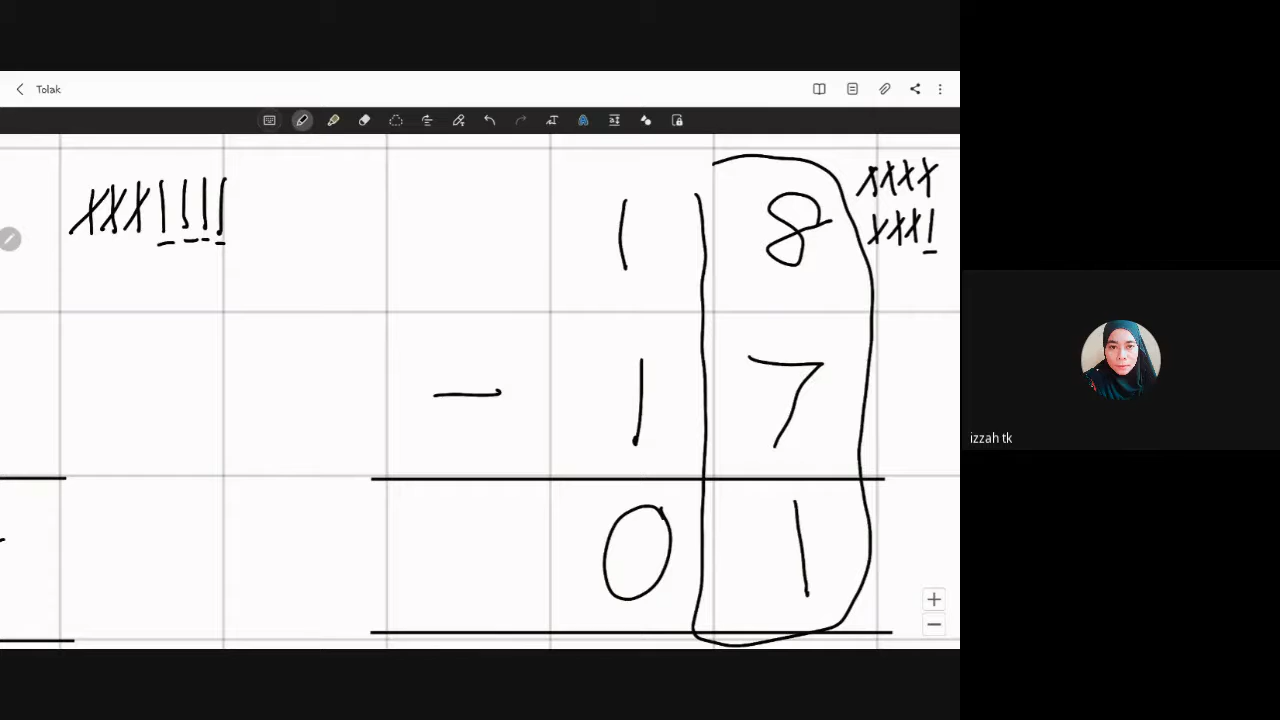 Tolak
1 8
— 1 7
0 1
izzah tk